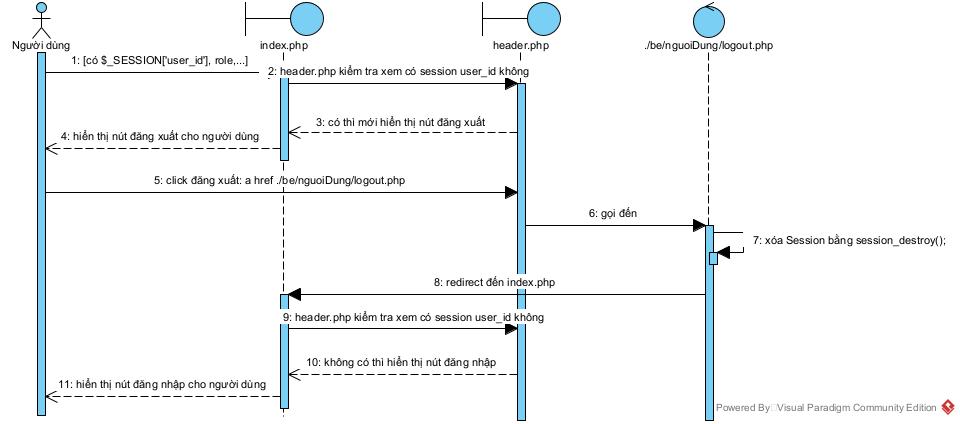 Người dùng
index.php
header.php
./be/nguoiDung/logout.php
1: [có $_SESSION['user_id'], role,...]
2: header.php kiểm tra xem có session user_id không
3: có thì mới hiển thị nút đăng xuất
4: hiển thị nút đăng xuất cho người dùng
5: click đăng xuất: a href ./be/nguoiDung/logout.php
6: gọi đến
7: xóa Session bằng session_destroy();
8: redirect đến index.php
9: header.php kiểm tra xem có session user_id không
10: không có thì hiển thị nút đăng nhập
11: hiển thị nút đăng nhập cho người dùng
Powered By Visual Paradigm Community Edition